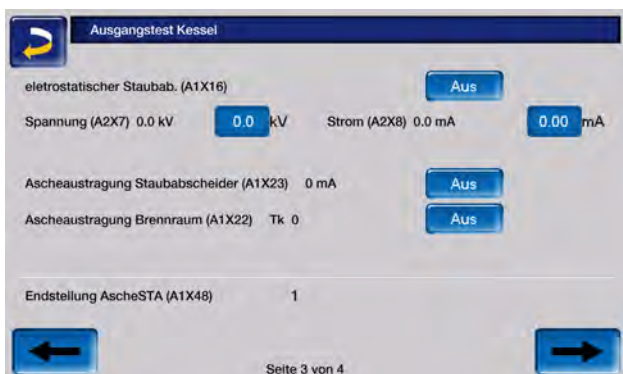 Ausgangstest Kessel
eletrostatischer Staubab. (A1X16) Aus
Spannung (A2X7) 0.0 kV 0.0 kV Strom (A2X8) 0.0 mA 0.00 mA
Ascheaustragung Staubabscheider (A1X23) 0 mA Aus
Ascheaustragung Brennraum (A1X22) Tk 0 Aus
Endstellung AscheSTA (A1X48) 1
Seite 3 von 4